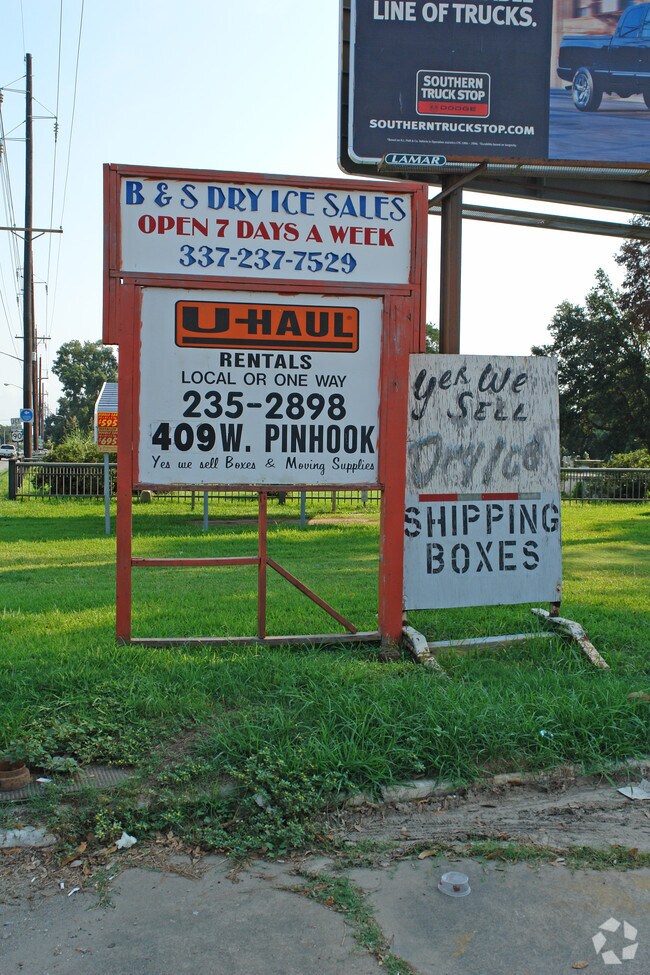 LINE OF TRUCKS.
SOUTHERN
TRUCK STOP
DODGE
SOUTHERNTRUCKSTOP.COM
LAMAR
B & S DRY ICE SALES
OPEN 7 DAYS A WEEK
337-237-7529
U-HAUL
RENTALS
LOCAL OR ONE WAY
235-2898
409 W. PINHOOK
Yes we sell Boxes & Moving Supplies
Yes We
SELL
Dry Ice
SHIPPING
BOXES